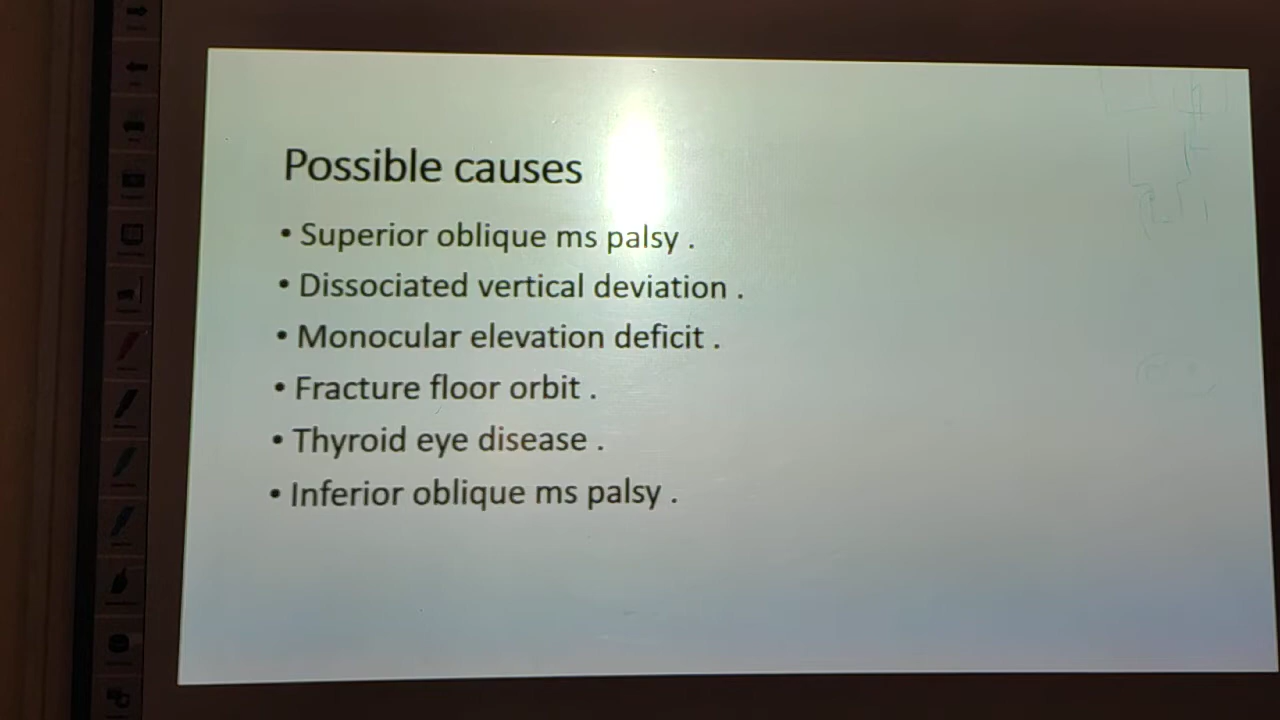 Possible causes
• Superior oblique ms palsy .
• Dissociated vertical deviation .
• Monocular elevation deficit .
• Fracture floor orbit .
• Thyroid eye disease .
• Inferior oblique ms palsy .